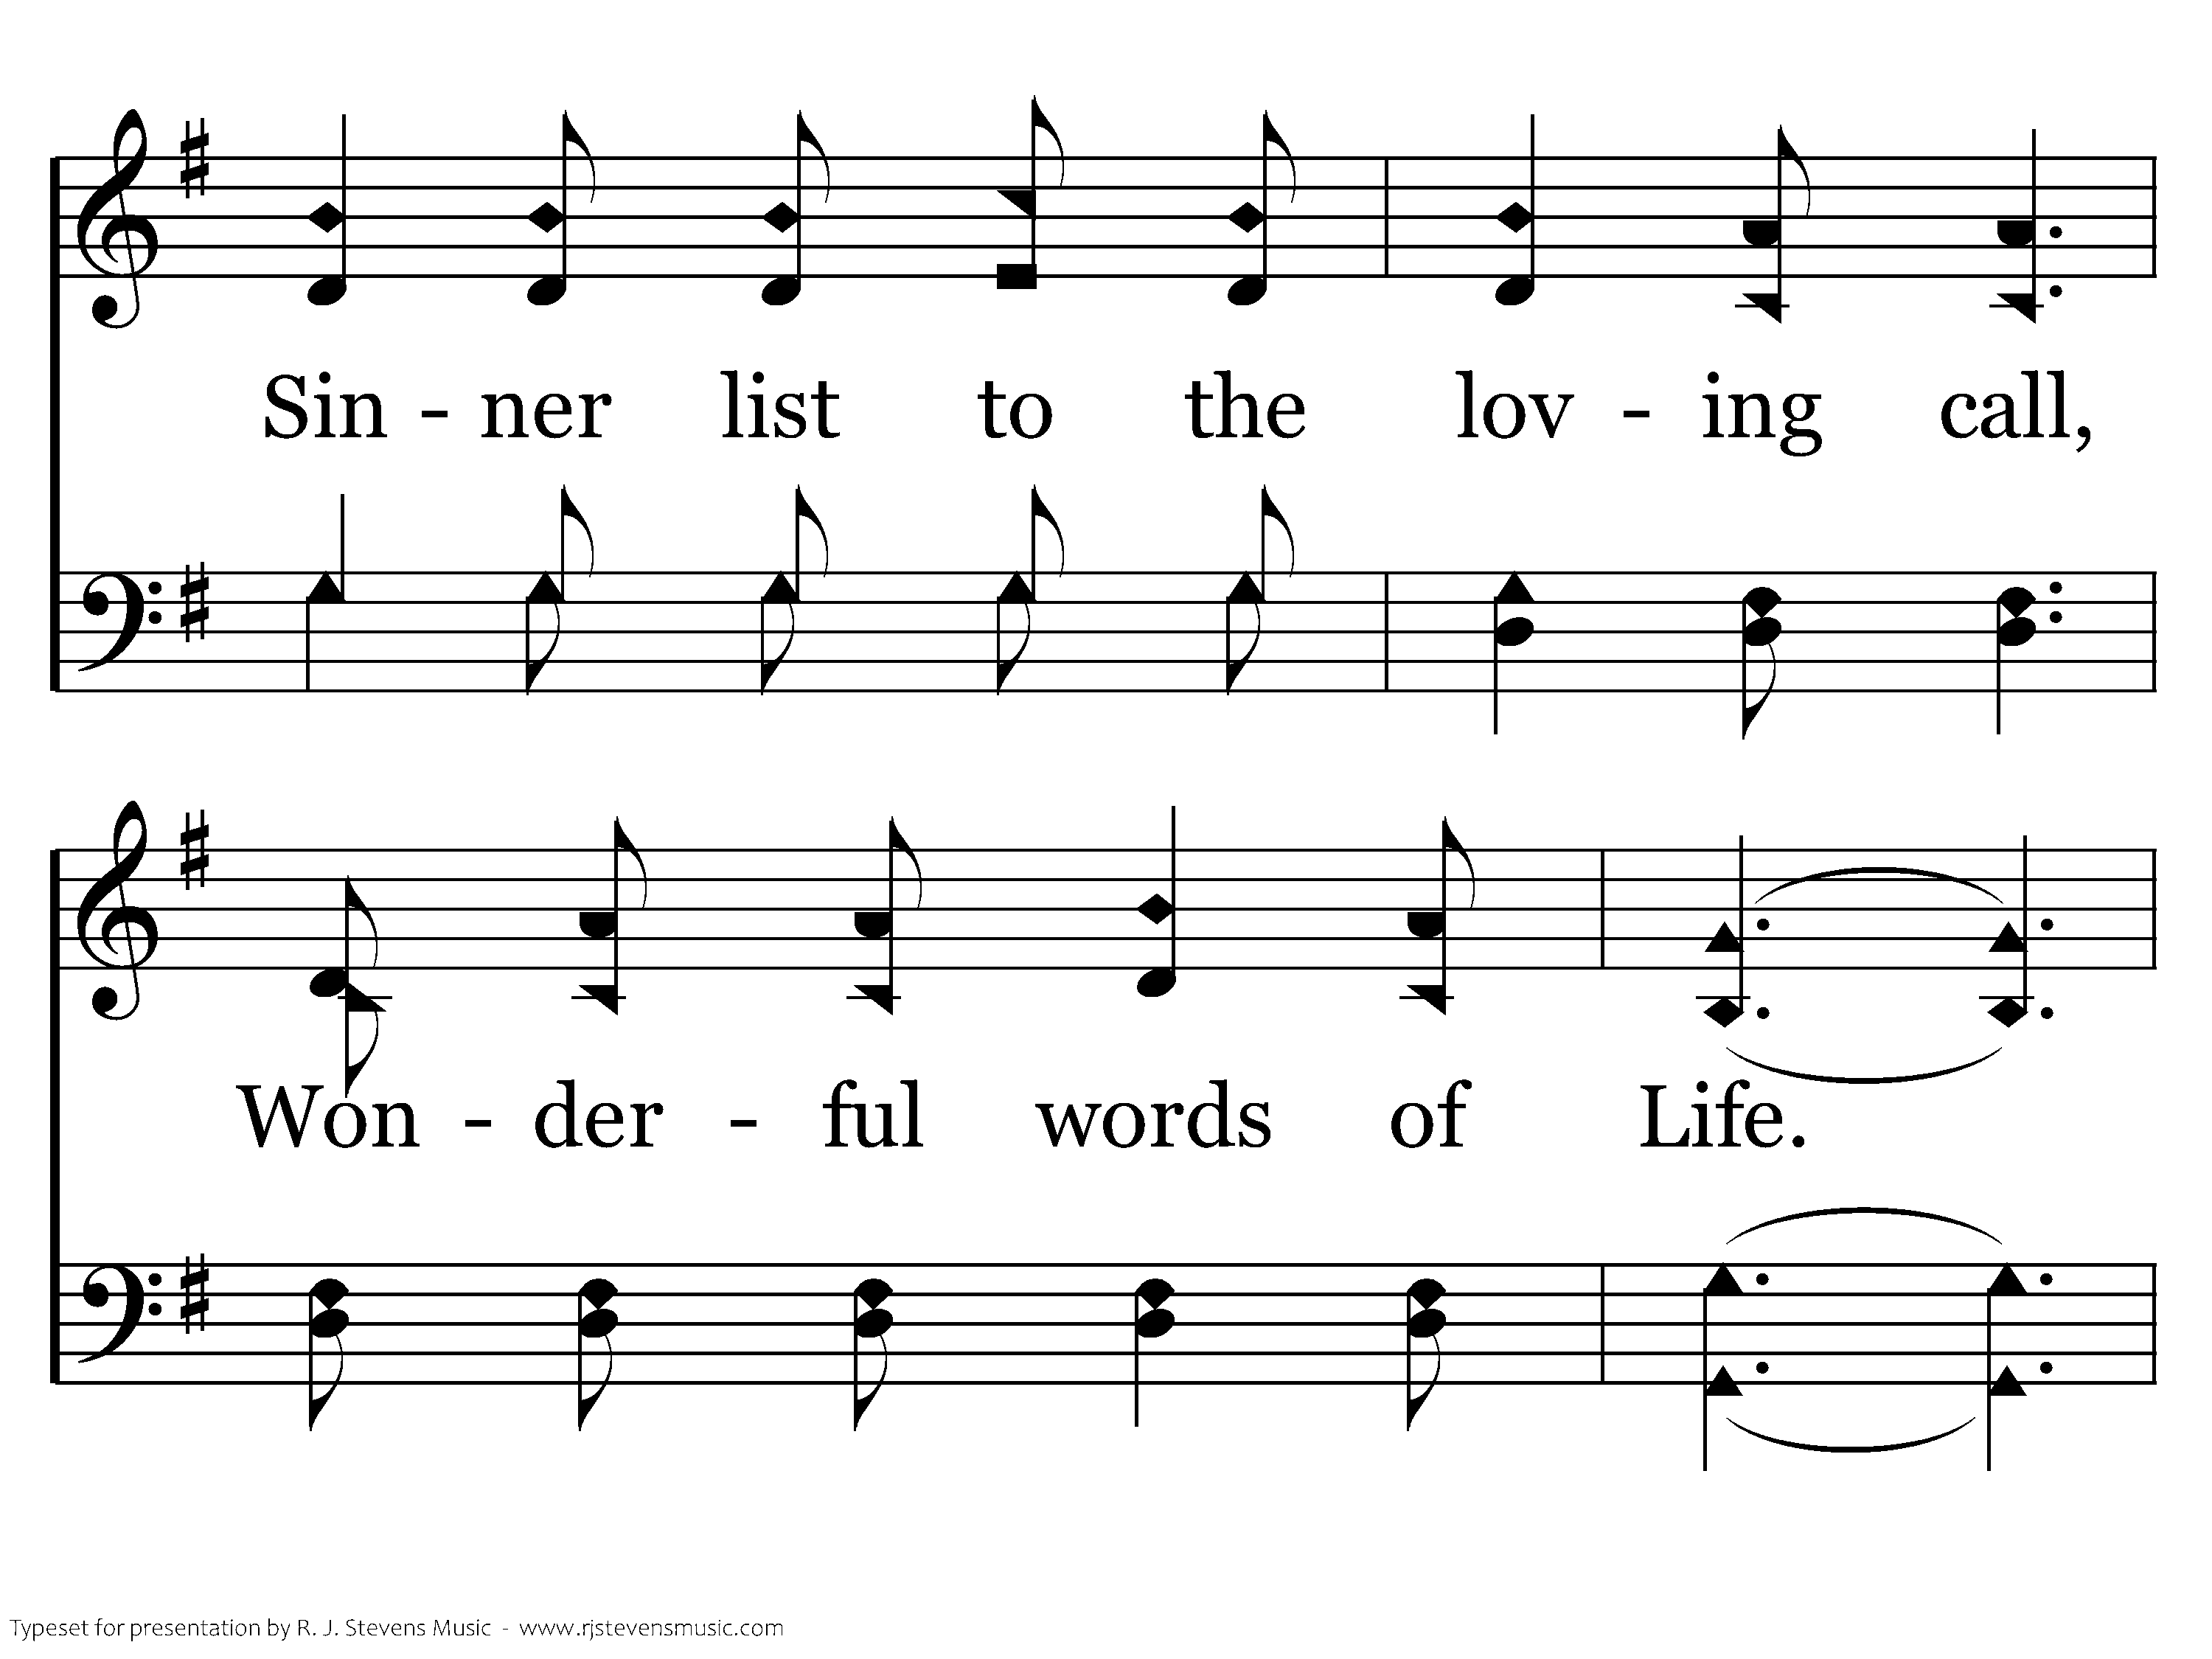 Sin - ner list to the lov - ing call,
Won - der - ful words of Life.
Typeset for presentation by R. J. Stevens Music - www.rjstevensmusic.com